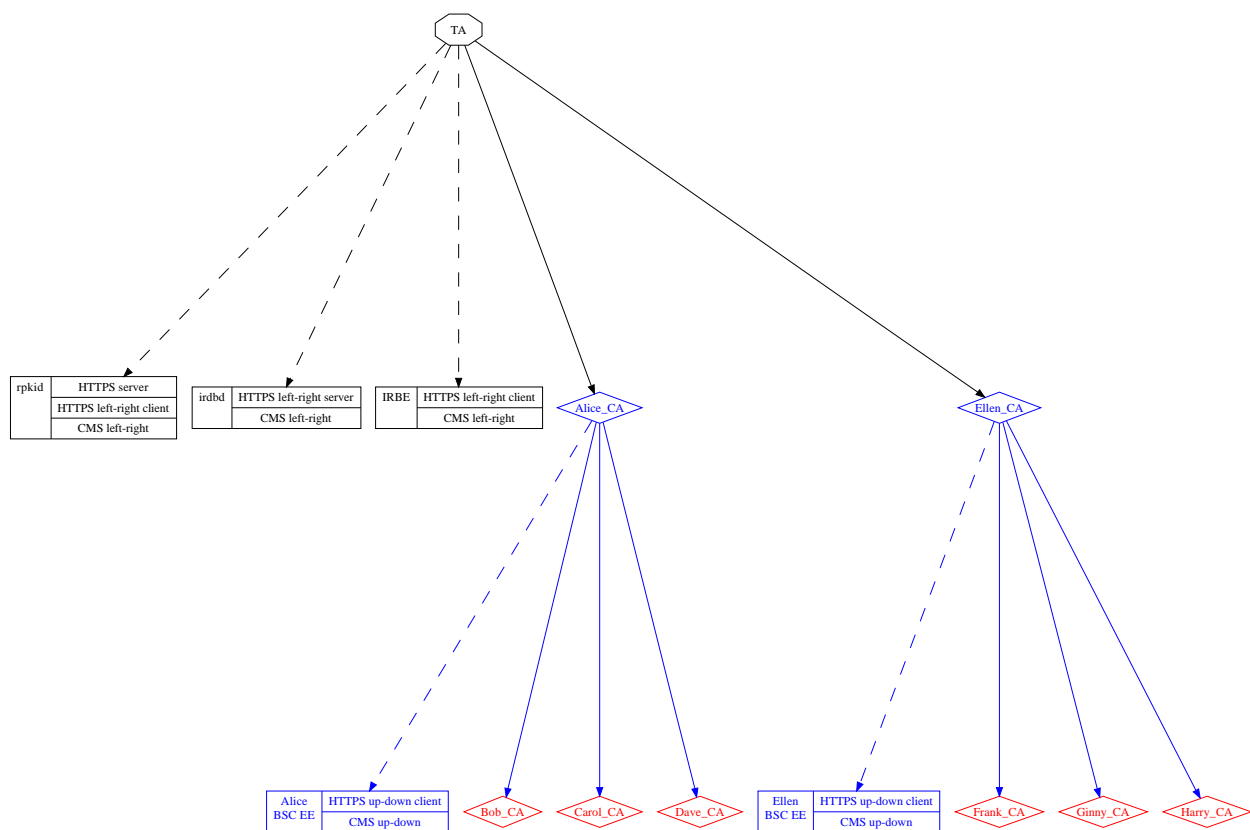 TA
rpkid
HTTPS server
HTTPS left-right client
CMS left-right
irdbd
HTTPS left-right server
CMS left-right
IRBE
HTTPS left-right client
CMS left-right
Alice_CA
Ellen_CA
Alice
BSC EE
HTTPS up-down client
CMS up-down
Bob_CA
Carol_CA
Dave_CA
Ellen
BSC EE
HTTPS up-down client
CMS up-down
Frank_CA
Ginny_CA
Harry_CA